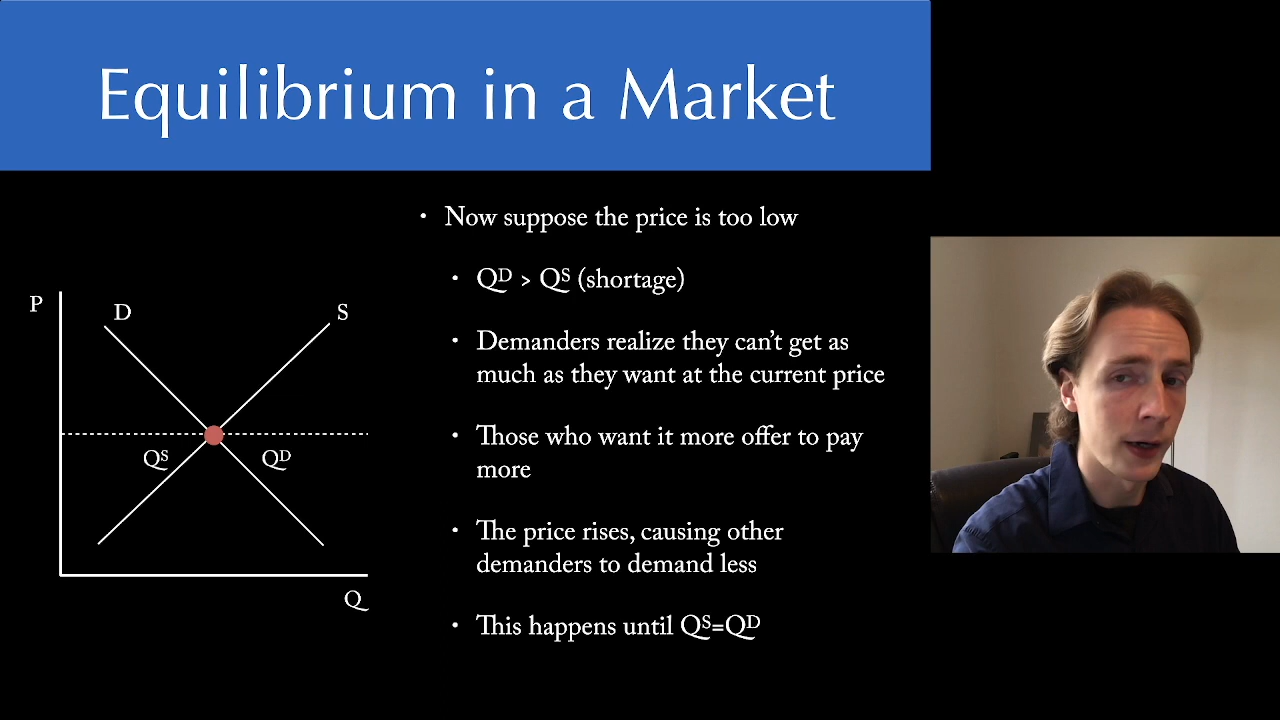 Equilibrium in a Market
• Now suppose the price is too low
• Qᴰ > Qˢ (shortage)
• Demanders realize they can’t get as
much as they want at the current price
• Those who want it more offer to pay
more
• The price rises, causing other
demanders to demand less
• This happens until Qˢ=Qᴰ
P
D
S
Qˢ
Qᴰ
Q